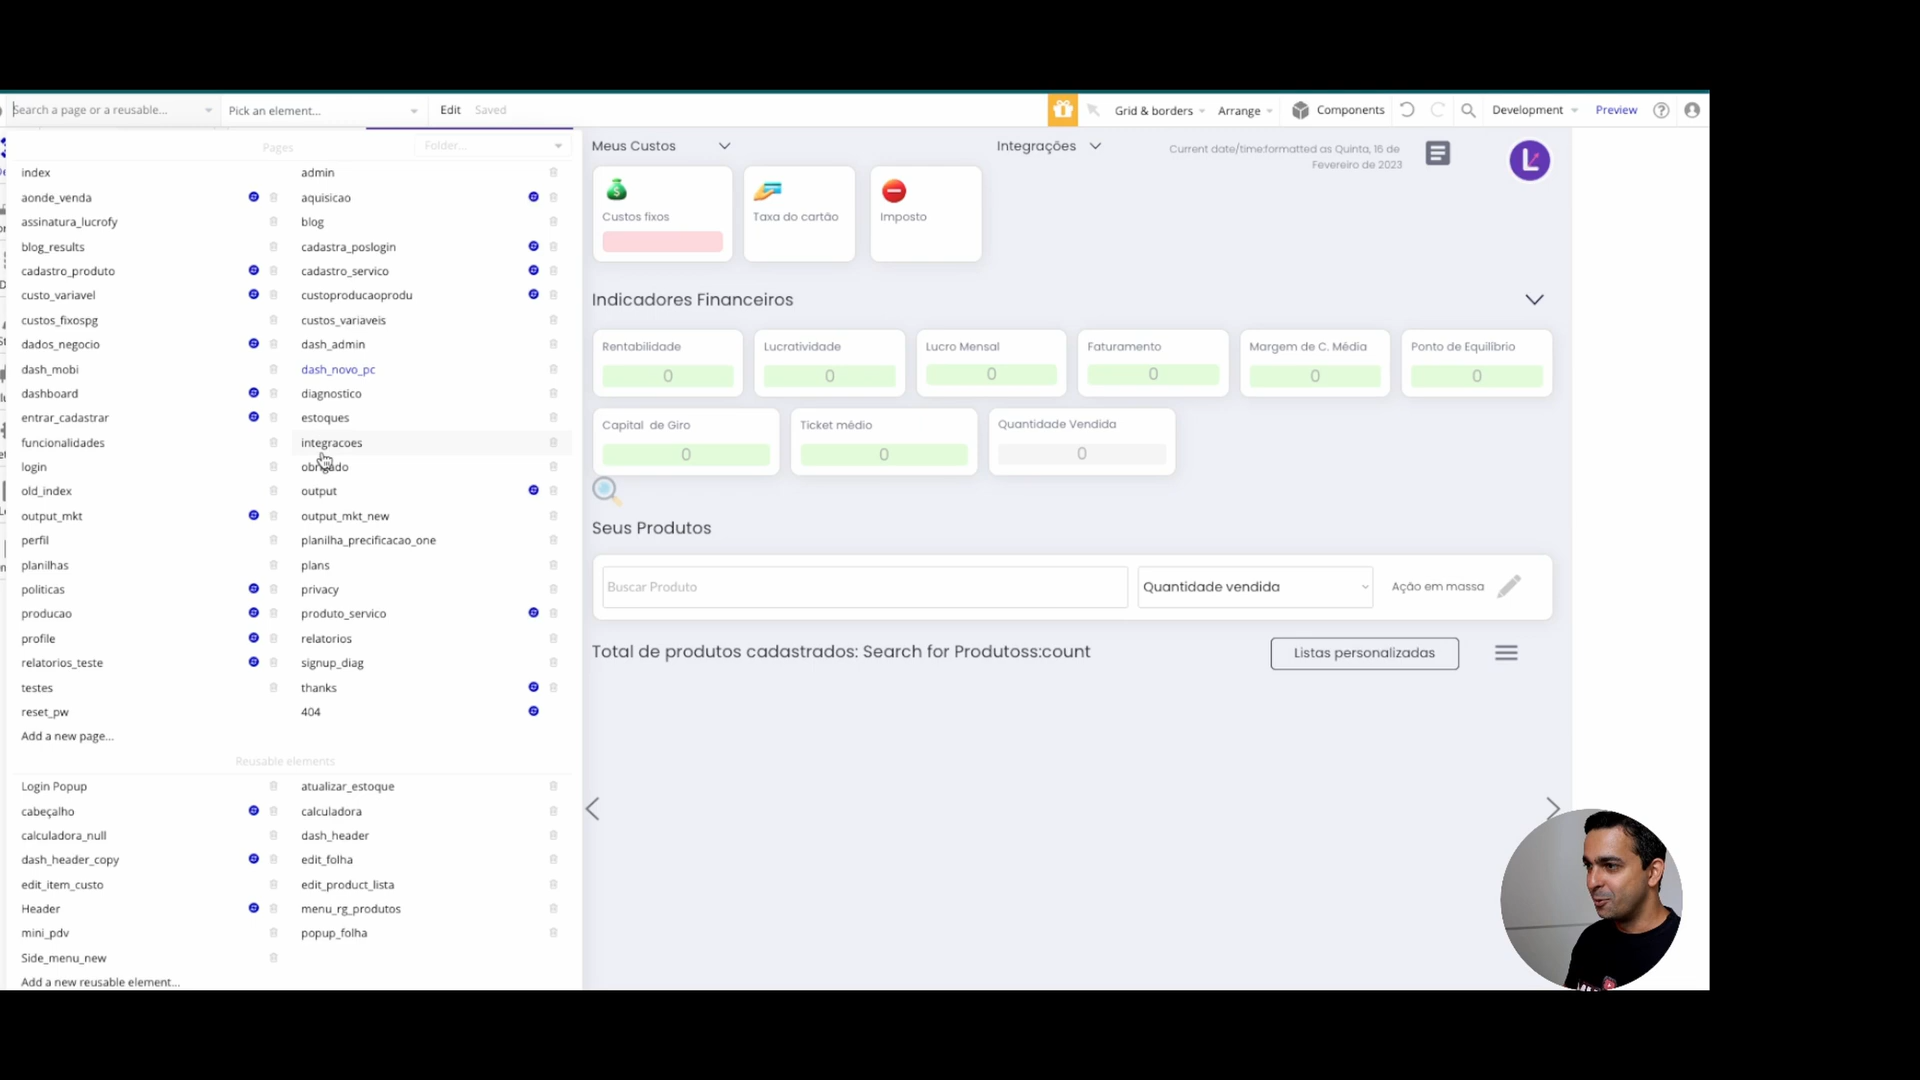 Search a page or a reusable...
Pick an element...
Edit
Saved
Grid & borders
Arrange
Components
Development
Preview
Pages
Folder...
index
admin
aonde_venda
aquisicao
assinatura_lucrofy
blog
blog_results
cadastra_poslogin
cadastro_produto
cadastro_servico
custo_variavel
custoproducaoprodu
custos_fixospg
custos_variaveis
dados_negocio
dash_admin
dash_mobi
dash_novo_pc
dashboard
diagnostico
entrar_cadastrar
estoques
funcionalidades
integracoes
login
obrigado
old_index
output
output_mkt
output_mkt_new
perfil
planilha_precificacao_one
planilhas
plans
politicas
privacy
producao
produto_servico
profile
relatorios
relatorios_teste
signup_diag
testes
thanks
reset_pw
404
Add a new page...
Reusable elements
Login Popup
atualizar_estoque
cabeçalho
calculadora
calculadora_null
dash_header
dash_header_copy
edit_folha
edit_item_custo
edit_product_lista
Header
menu_rg_produtos
mini_pdv
popup_folha
Side_menu_new
Add a new reusable element...
Meus Custos
Integrações
Current date/time:formatted as Quinta, 16 de
Fevereiro de 2023
Custos fixos
Taxa do cartão
Imposto
Indicadores Financeiros
Rentabilidade
Lucratividade
Lucro Mensal
Faturamento
Margem de C. Média
Ponto de Equilíbrio
0
0
0
0
0
0
Capital de Giro
Ticket médio
Quantidade Vendida
0
0
0
Seus Produtos
Buscar Produto
Quantidade vendida
Ação em massa
Total de produtos cadastrados: Search for Produtoss:count
Listas personalizadas